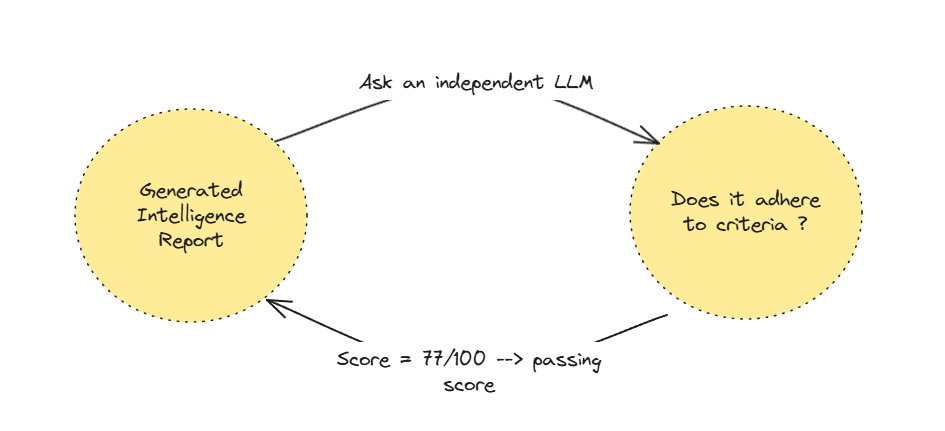 Ask an independent LLM
Generated
Intelligence
Report
Does it adhere
to criteria ?
Score = 77/100 --> passing
score